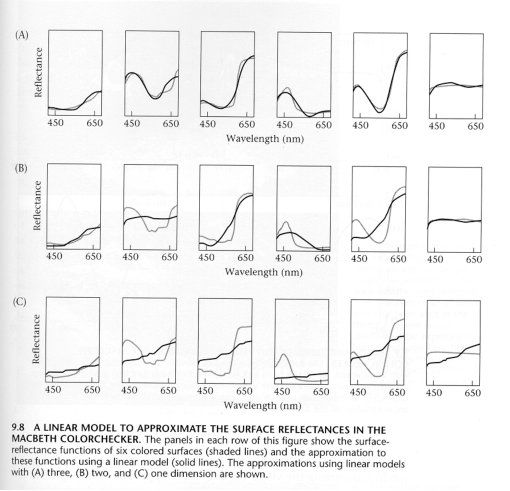 (A)
Reflectance
450 650 450 650 450 650 450 650 450 650 450 650
Wavelength (nm)
(B)
Reflectance
450 650 450 650 450 650 450 650 450 650 450 650
Wavelength (nm)
(C)
Reflectance
450 650 450 650 450 650 450 650 450 650 450 650
Wavelength (nm)
9.8 A LINEAR MODEL TO APPROXIMATE THE SURFACE REFLECTANCES IN THE
MACBETH COLORCHECKER. The panels in each row of this figure show the surface-
reflectance functions of six colored surfaces (shaded lines) and the approximation to
these functions using a linear model (solid lines). The approximations using linear models
with (A) three, (B) two, and (C) one dimension are shown.